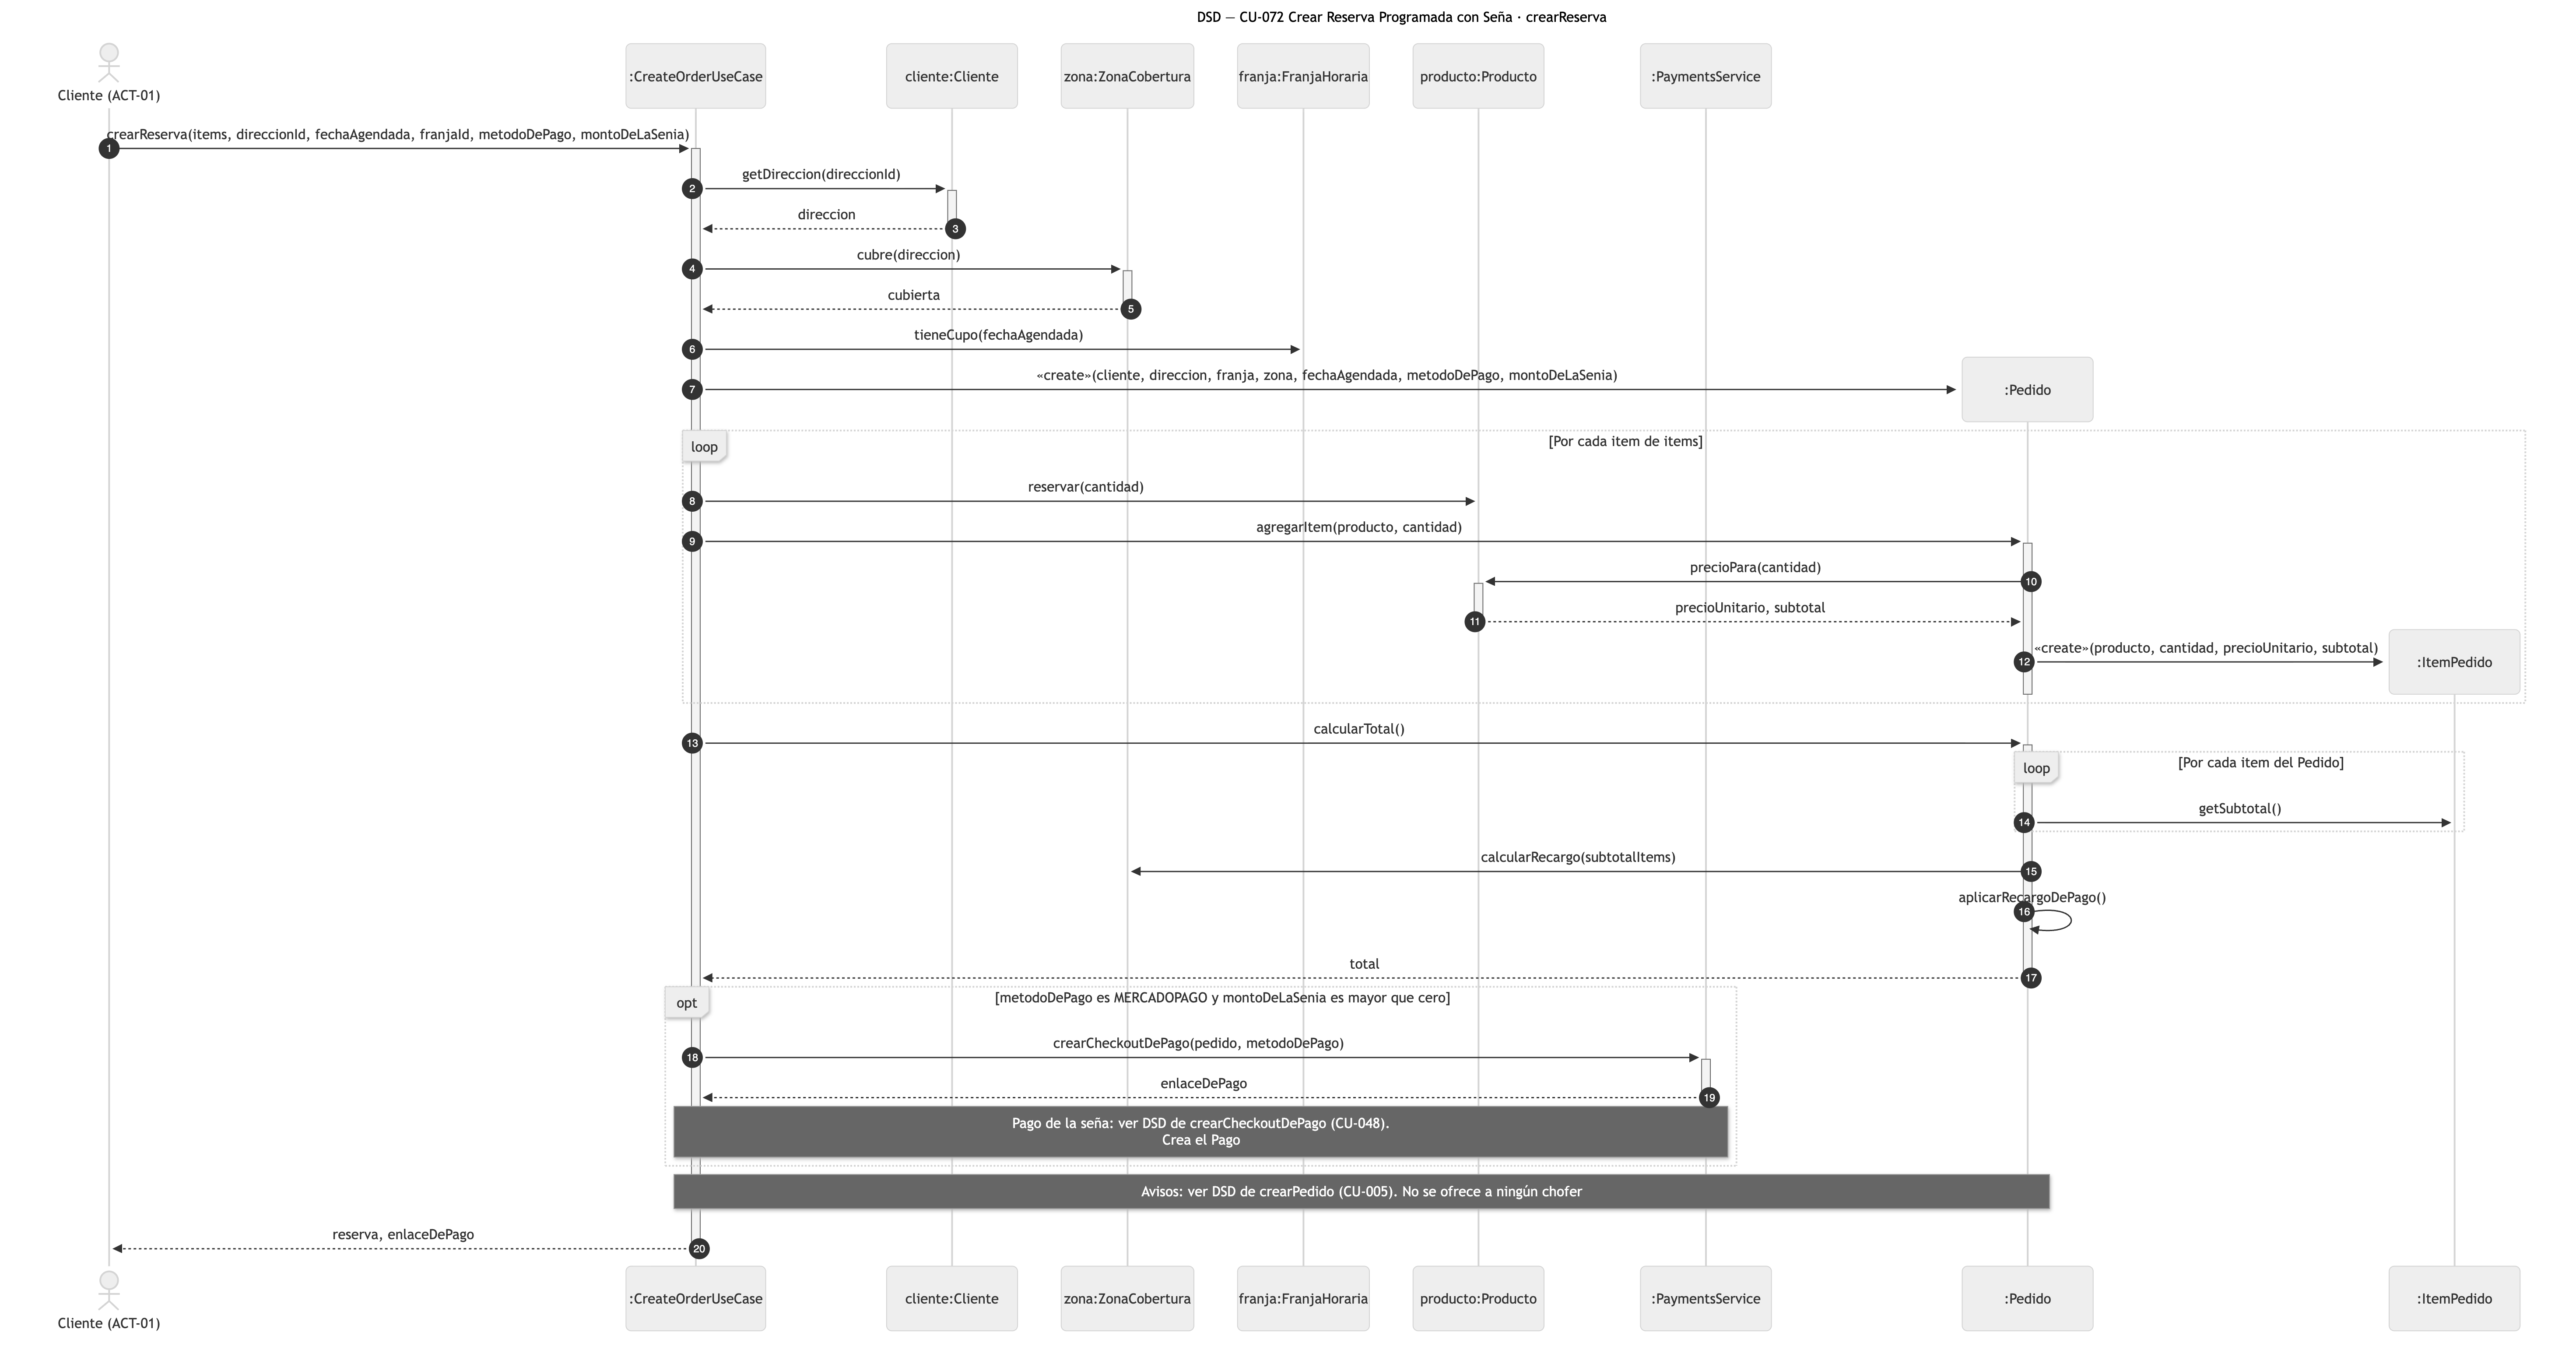 DSD — CU-072 Crear Reserva Programada con Seña · crearReserva
Cliente (ACT-01)
:CreateOrderUseCase
cliente:Cliente
zona:ZonaCobertura
franja:FranjaHoraria
producto:Producto
:PaymentsService
crearReserva(items, direccionId, fechaAgendada, franjaId, metodoDePago, montoDeLaSenia)
1
getDireccion(direccionId)
2
direccion
3
cubre(direccion)
4
cubierta
5
tieneCupo(fechaAgendada)
6
«create»(cliente, direccion, franja, zona, fechaAgendada, metodoDePago, montoDeLaSenia)
7
:Pedido
loop
[Por cada item de items]
reservar(cantidad)
8
agregarItem(producto, cantidad)
9
precioPara(cantidad)
10
precioUnitario, subtotal
11
«create»(producto, cantidad, precioUnitario, subtotal)
12
:ItemPedido
calcularTotal()
13
loop
[Por cada item del Pedido]
getSubtotal()
14
calcularRecargo(subtotalItems)
15
aplicarRecargoDePago()
16
total
17
opt
[metodoDePago es MERCADOPAGO y montoDeLaSenia es mayor que cero]
crearCheckoutDePago(pedido, metodoDePago)
18
enlaceDePago
19
Pago de la seña: ver DSD de crearCheckoutDePago (CU-048).
Crea el Pago
Avisos: ver DSD de crearPedido (CU-005). No se ofrece a ningún chofer
reserva, enlaceDePago
20
Cliente (ACT-01)
:CreateOrderUseCase
cliente:Cliente
zona:ZonaCobertura
franja:FranjaHoraria
producto:Producto
:PaymentsService
:Pedido
:ItemPedido